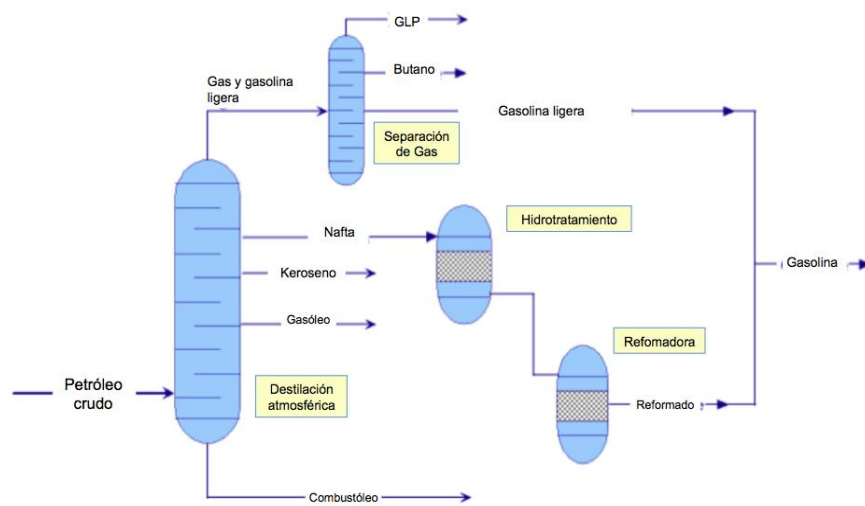 GLP
Butano
Gas y gasolina
ligera
Gasolina ligera
Separación
de Gas
Hidrotratamiento
Nafta
Keroseno
Gasolina
Gasóleo
Refomadora
Petróleo
crudo
Destilación
atmosférica
Reformado
Combustóleo